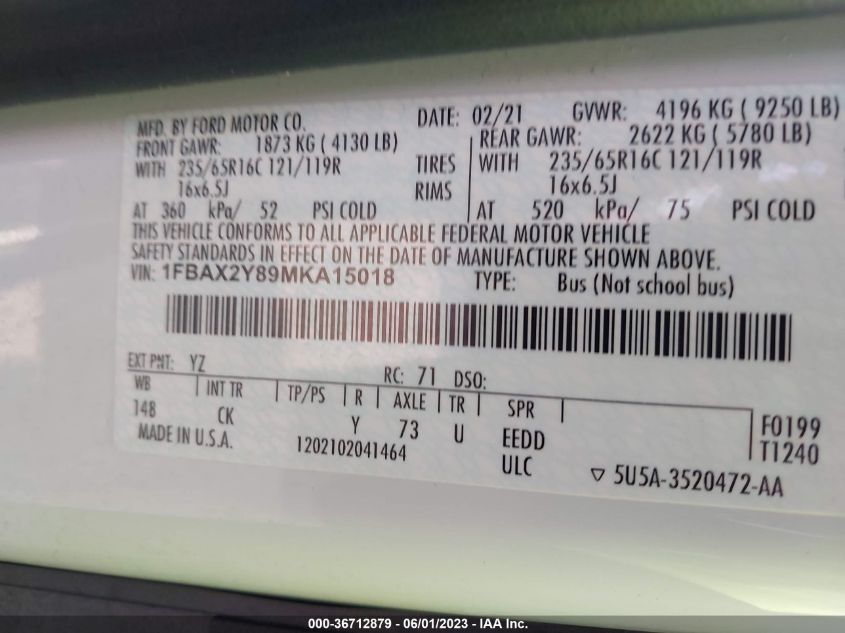 MFD. BY FORD MOTOR CO. DATE: 02/21 GVWR: 4196 KG ( 9250 LB)
FRONT GAWR: 1873 KG ( 4130 LB) REAR GAWR: 2622 KG ( 5780 LB)
WITH 235/65R16C 121/119R TIRES WITH 235/65R16C 121/119R
16x6.5J RIMS 16x6.5J
AT 360 kPa/ 52 PSI COLD AT 520 kPa/ 75 PSI COLD
THIS VEHICLE CONFORMS TO ALL APPLICABLE FEDERAL MOTOR VEHICLE
SAFETY STANDARDS IN EFFECT ON THE DATE OF MANUFACTURE SHOWN ABOVE.
VIN: 1FBAX2Y89MKA15018 TYPE: Bus (Not school bus)
EXT PNT: YZ RC: 71 DSO:
WB INT TR TP/PS R AXLE TR SPR
148 CK Y 73 U EEDD F0199
MADE IN U.S.A. 1202102041464 ULC T1240
▽ 5U5A-3520472-AA
000-36712879 - 06/01/2023 - IAA Inc.